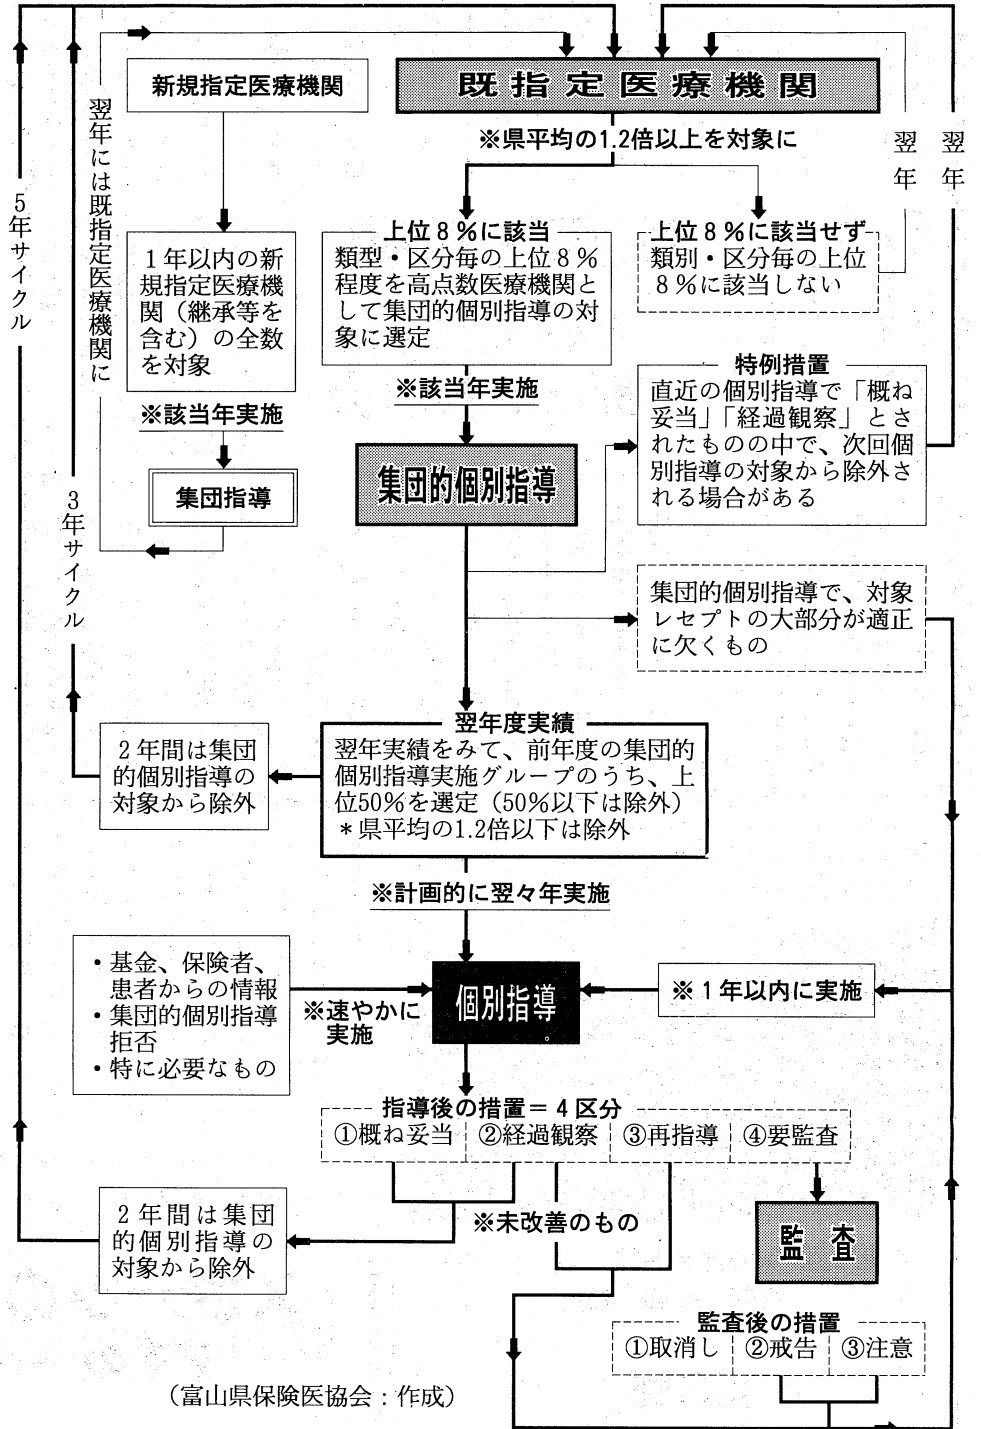 既指定医療機関
新規指定医療機関
※県平均の1.2倍以上を対象に
翌年
翌年
翌年には既指定医療機関に
5年サイクル
3年サイクル
1年以内の新
規指定医療機
関（継承等を
含む）の全数
を対象
※該当年実施
集団指導
上位8％に該当
類型・区分毎の上位8％
程度を高点数医療機関と
して集団的個別指導の対
象に選定
※該当年実施
集団的個別指導
上位8％に該当せず
類別・区分毎の上位
8％に該当しない
特例措置
直近の個別指導で「概ね
妥当」「経過観察」とさ
れたものの中で、次回個
別指導の対象から除外さ
れる場合がある
集団的個別指導で、対象
レセプトの大部分が適正
に欠くもの
翌年度実績
翌年実績をみて、前年度の集団的
個別指導実施グループのうち、上
位50％を選定（50％以下は除外）
＊県平均の1.2倍以下は除外
2年間は集団
的個別指導の
対象から除外
※計画的に翌々年実施
・基金、保険者、
患者からの情報
・集団的個別指導
拒否
・特に必要なもの
※速やかに
実施
個別指導
※1年以内に実施
指導後の措置＝4区分
①概ね妥当 ②経過観察 ③再指導 ④要監査
※未改善のもの
2年間は集団
的個別指導の
対象から除外
監査
監査後の措置
①取消し ②戒告 ③注意
（富山県保険医協会：作成）